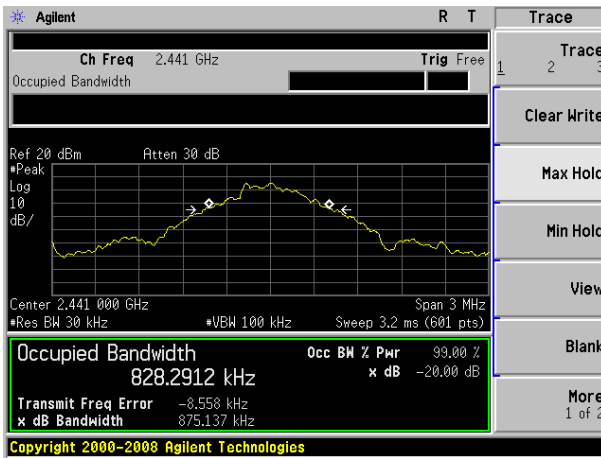 Agilent R T Trace
Ch Freq 2.441 GHz Trig Free
Occupied Bandwidth
Trace
1 2 3
Clear Write
Max Hold
Min Hold
View
Blank
More
1 of 2
Ref 20 dBm Atten 30 dB
#Peak
Log
10
dB/
Center 2.441 000 GHz Span 3 MHz
#Res BW 30 kHz #VBW 100 kHz Sweep 3.2 ms (601 pts)
Occupied Bandwidth Occ BW % Pwr 99.00 %
828.2912 kHz x dB -20.00 dB
Transmit Freq Error -8.558 kHz
x dB Bandwidth 875.137 kHz
Copyright 2000-2008 Agilent Technologies